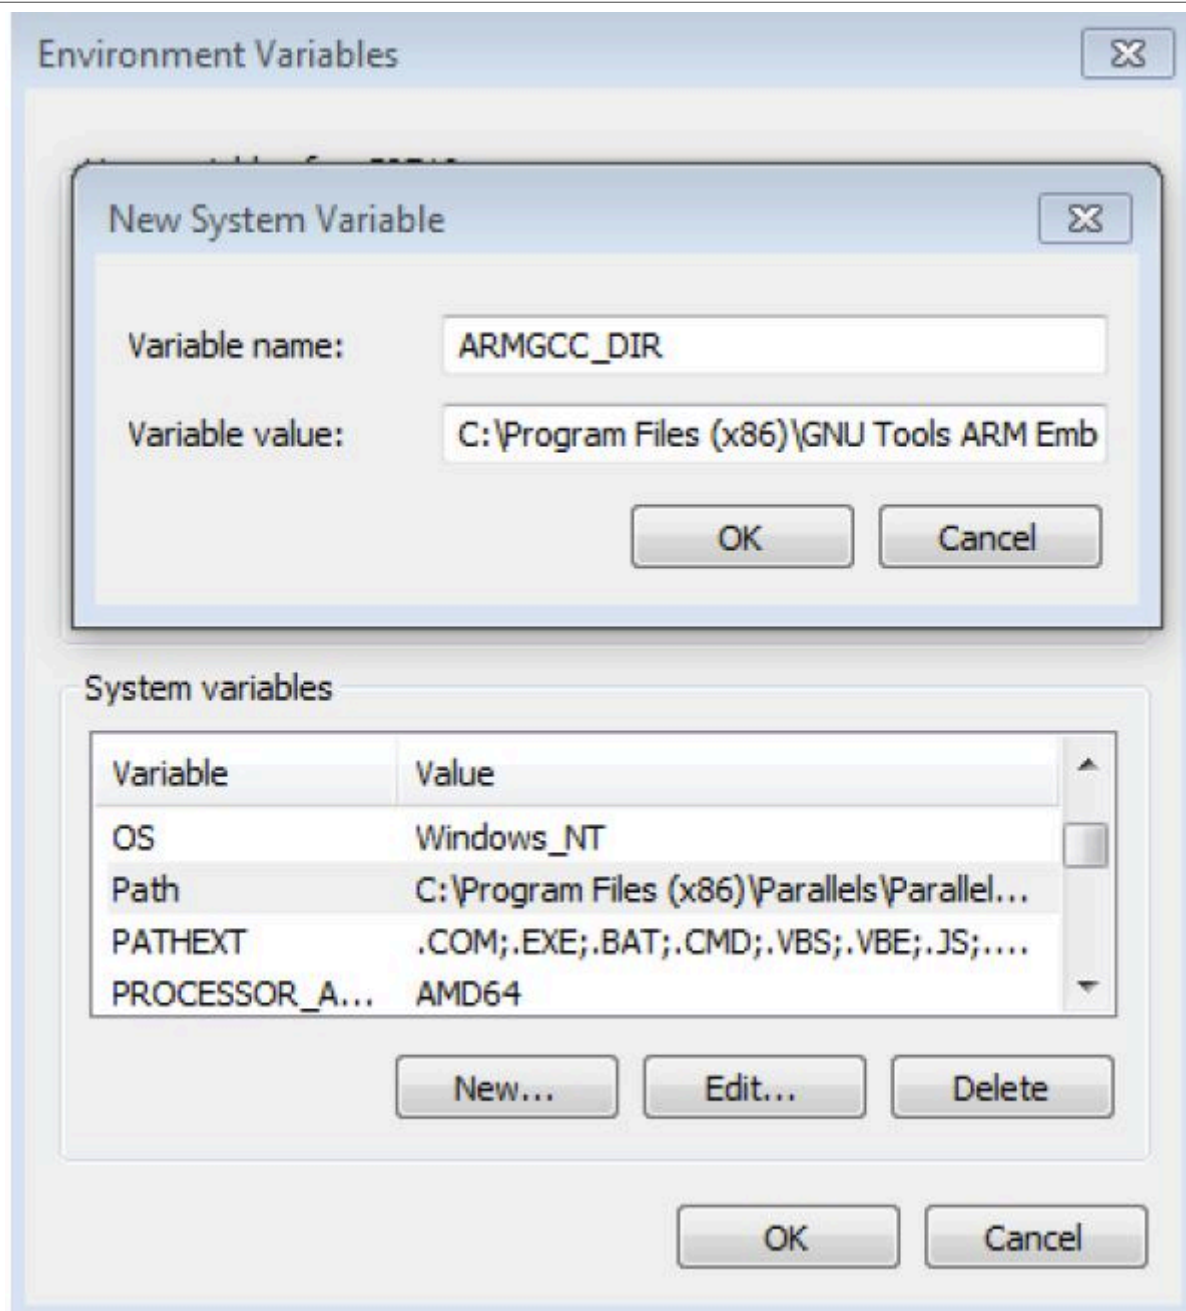 Environment Variables
New System Variable
Variable name: ARMGCC_DIR
Variable value: C:\Program Files (x86)\GNU Tools ARM Emb
OK Cancel
System variables
Variable Value
OS Windows_NT
Path C:\Program Files (x86)\Parallels\Parallel...
PATHEXT .COM;.EXE;.BAT;.CMD;.VBS;.VBE;.JS;....
PROCESSOR_A... AMD64
New... Edit... Delete
OK Cancel